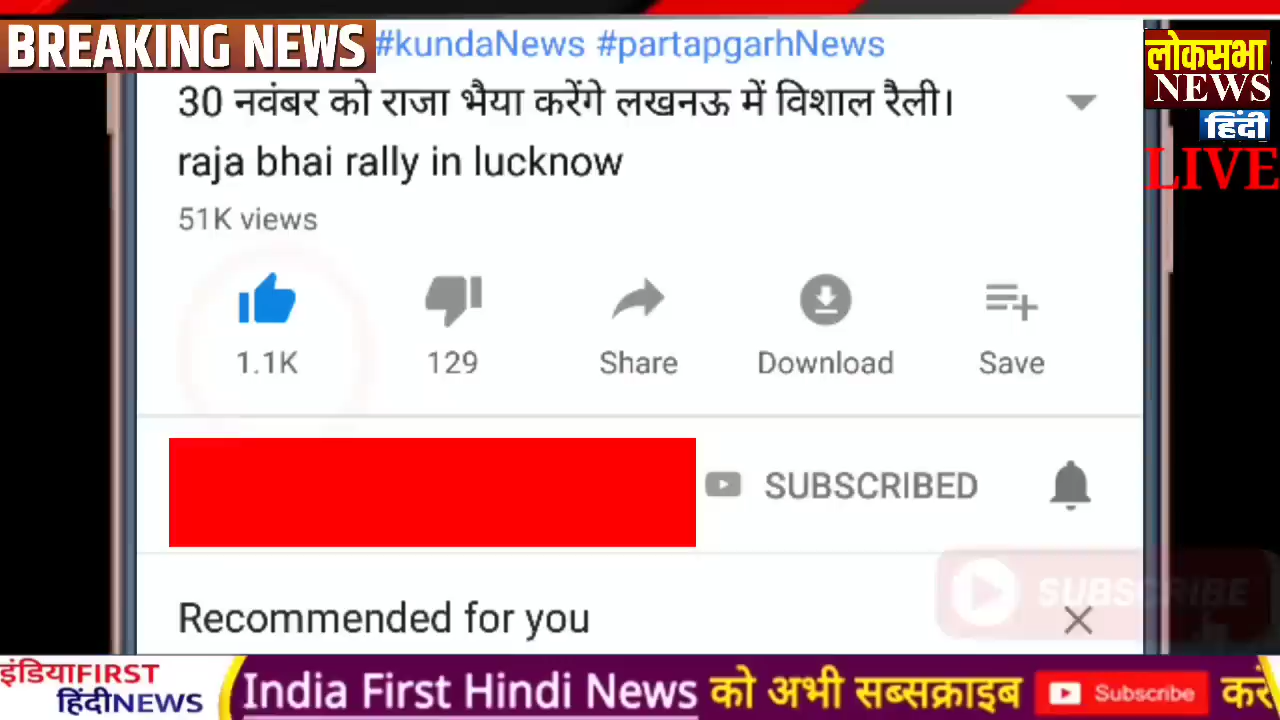 BREAKING NEWS
#kundaNews #partapgarhNews
लोकसभा
NEWS
हिंदी
LIVE
30 नवंबर को राजा भैया करेंगे लखनऊ में विशाल रैली।
raja bhai rally in lucknow
51K views
1.1K 129 Share Download Save
SUBSCRIBED
SUBSCRIBE
Recommended for you
इंडियाFIRST
हिंदीNEWS
India First Hindi News को अभी सब्सक्राइब Subscribe करे